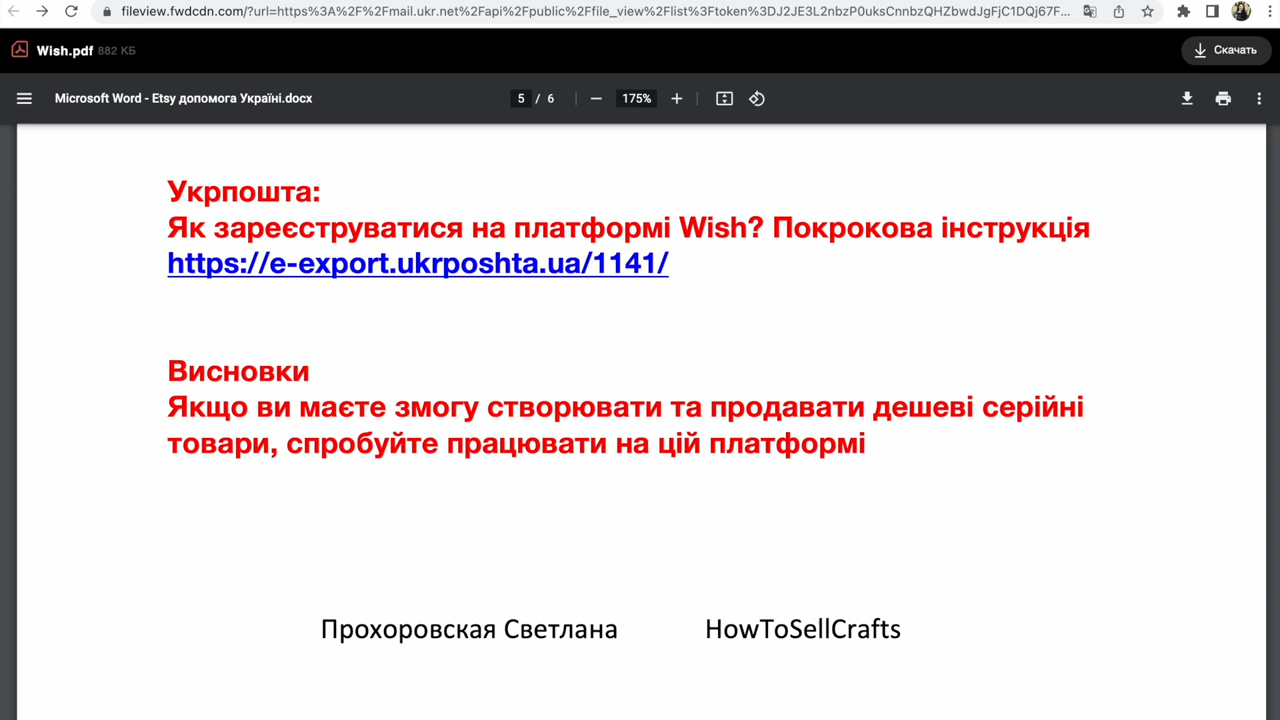 fileview.fwdcdn.com/?url=https%3A%2F%2Fmail.ukr.net%2Fapi%2Fpublic%2Ffile_view%2Flist%3Ftoken%3DJ2JE3L2nbzP0uksCnnbzQHZbwdJgFjC1DQj67F...
Wish.pdf 882 КБ
Скачать
Microsoft Word - Etsy допомога Україні.docx
5 / 6
175%
Укрпошта:
Як зареєструватися на платформі Wish? Покрокова інструкція
https://e-export.ukrposhta.ua/1141/
Висновки
Якщо ви маєте змогу створювати та продавати дешеві серійні
товари, спробуйте працювати на цій платформі
Прохоровская Светлана HowToSellCrafts